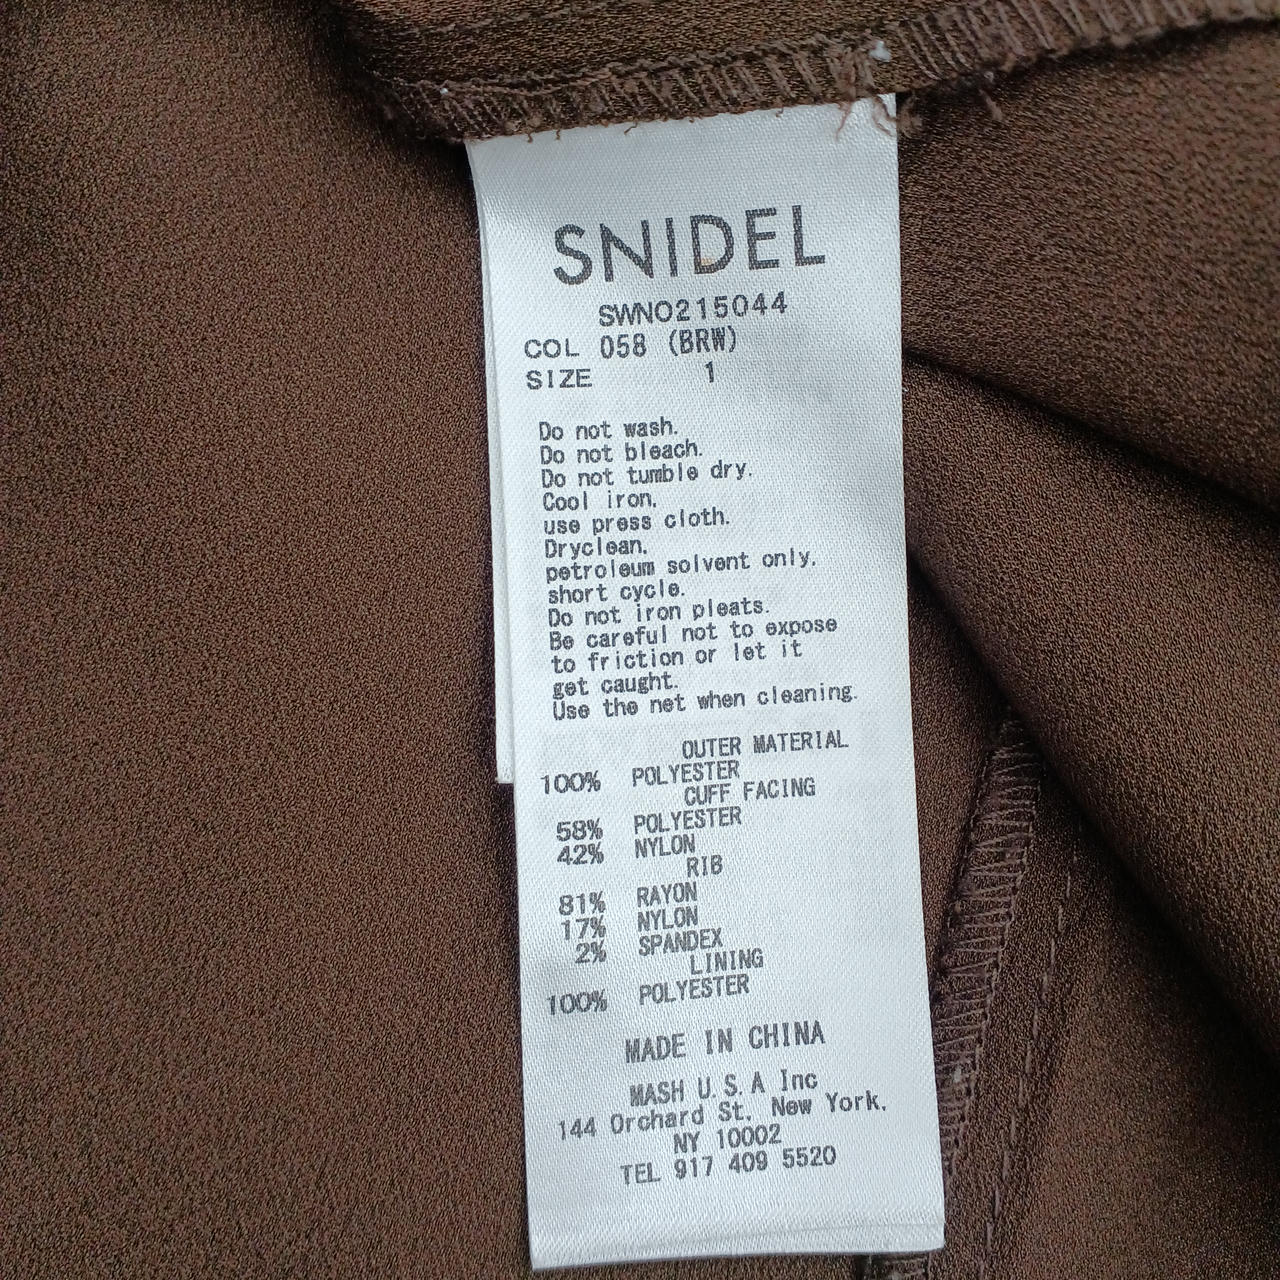 SNIDEL
SWNO215044
COL 058 (BRW)
SIZE 1
Do not wash.
Do not bleach.
Do not tumble dry.
Cool iron.
use press cloth.
Dryclean.
petroleum solvent only.
short cycle.
Do not iron pleats.
Be careful not to expose
to friction or let it
get caught.
Use the net when cleaning.
OUTER MATERIAL
100% POLYESTER
CUFF FACING
58% POLYESTER
42% NYLON
RIB
81% RAYON
17% NYLON
2% SPANDEX
LINING
100% POLYESTER
MADE IN CHINA
MASH U.S.A Inc
144 Orchard St. New York.
NY 10002
TEL 917 409 5520